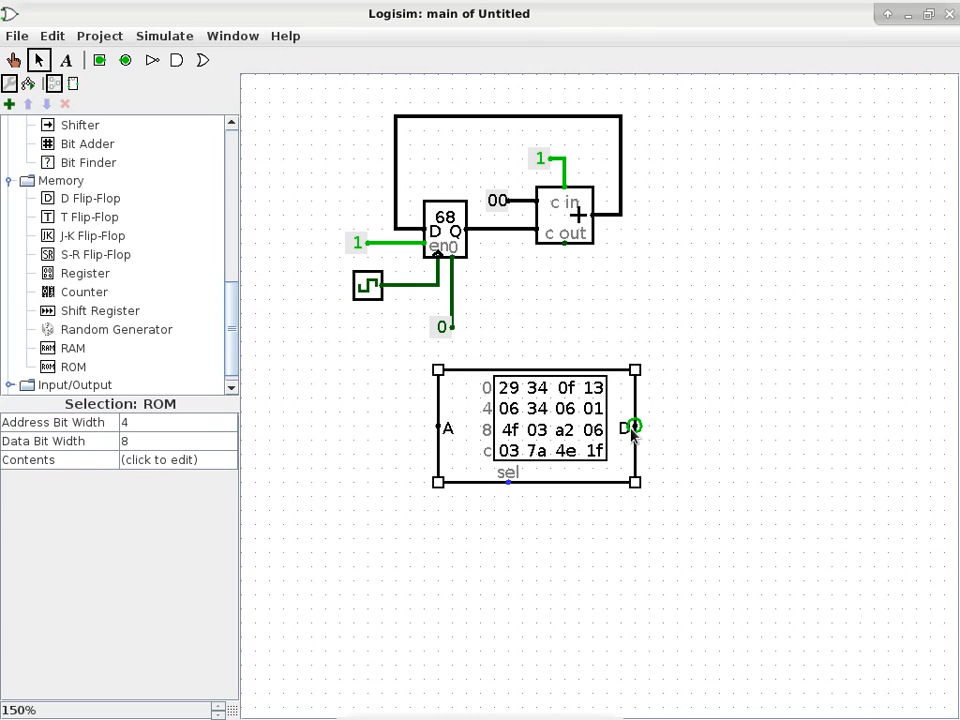 Logisim: main of Untitled
File Edit Project Simulate Window Help
A
Shifter
Bit Adder
Bit Finder
Memory
D Flip-Flop
T Flip-Flop
J-K Flip-Flop
S-R Flip-Flop
Register
Counter
Shift Register
Random Generator
RAM
ROM
Input/Output
Selection: ROM
Address Bit Width 4
Data Bit Width 8
Contents (click to edit)
150%
1
00 c in
68
D Q
c out
1 en 0
0
0 29 34 0f 13
4 06 34 06 01
A 8 4f 03 a2 06 D
c 03 7a 4e 1f
sel